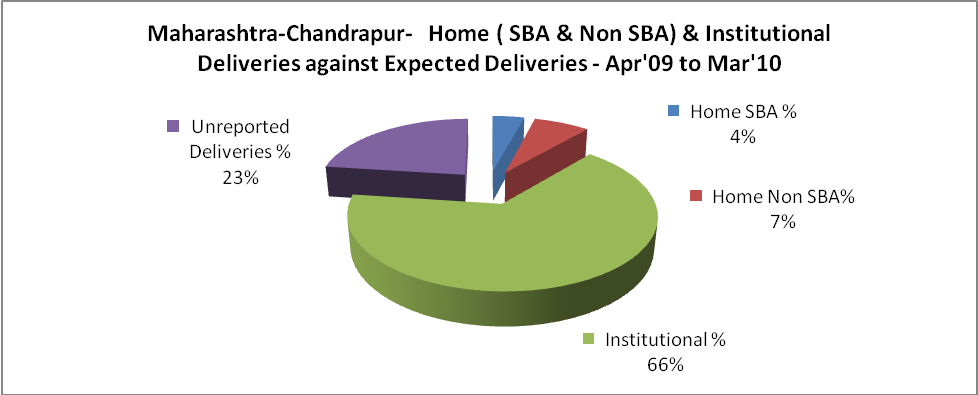 Maharashtra-Chandrapur- Home ( SBA & Non SBA) & Institutional
Deliveries against Expected Deliveries - Apr'09 to Mar'10
Home SBA %
4%
Unreported
Deliveries %
23%
Home Non SBA%
7%
Institutional %
66%